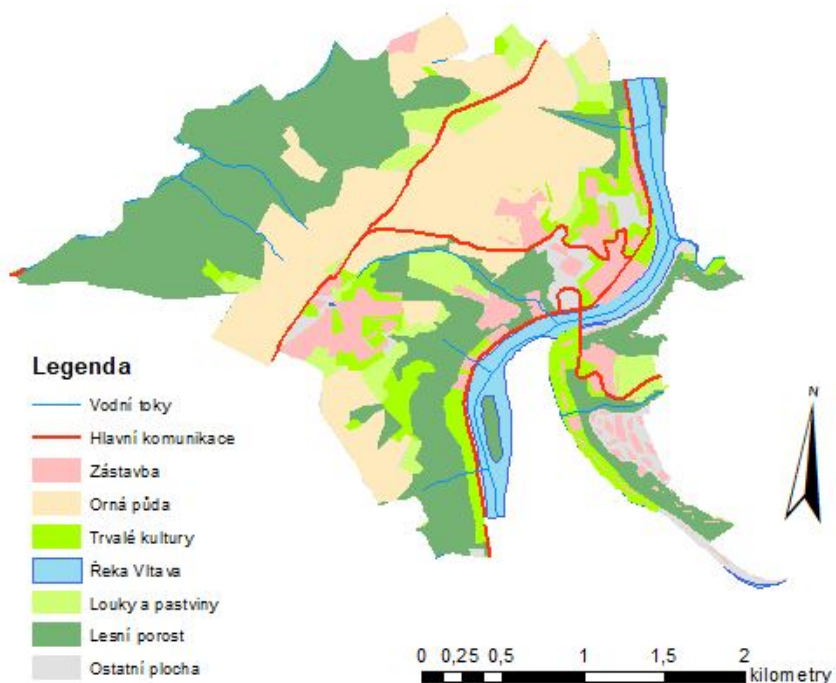 N
Legenda
Vodní toky
Hlavní komunikace
Zástavba
Orná půda
Trvalé kultury
Řeka Vltava
Louky a pastviny
Lesní porost
Ostatní plocha
0 0,25 0,5 1 1,5 2
kilometry